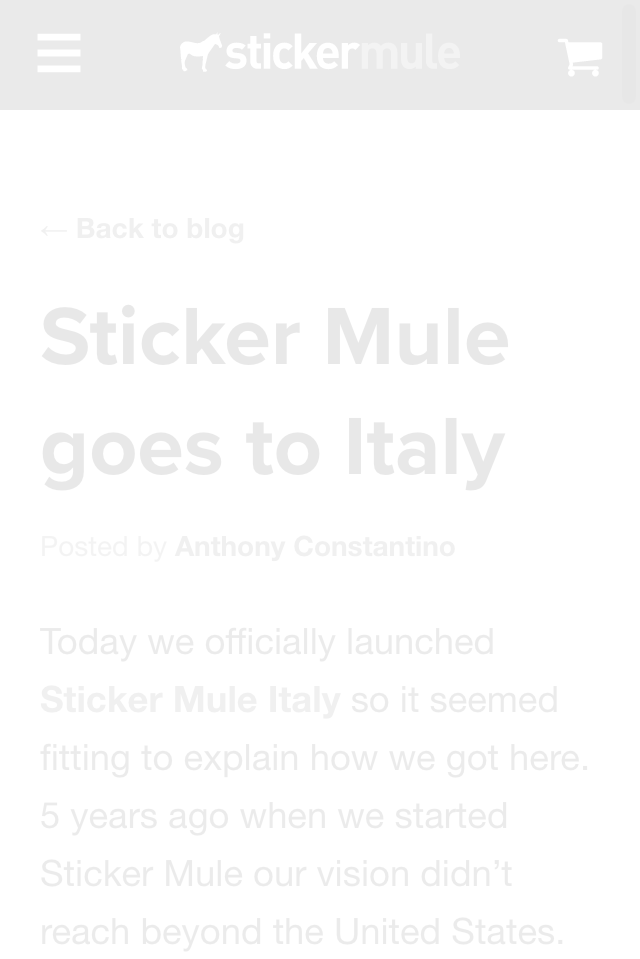 stickermule
← Back to blog
Sticker Mule
goes to Italy
Posted by Anthony Constantino
Today we officially launched
Sticker Mule Italy so it seemed
fitting to explain how we got here.
5 years ago when we started
Sticker Mule our vision didn’t
reach beyond the United States.